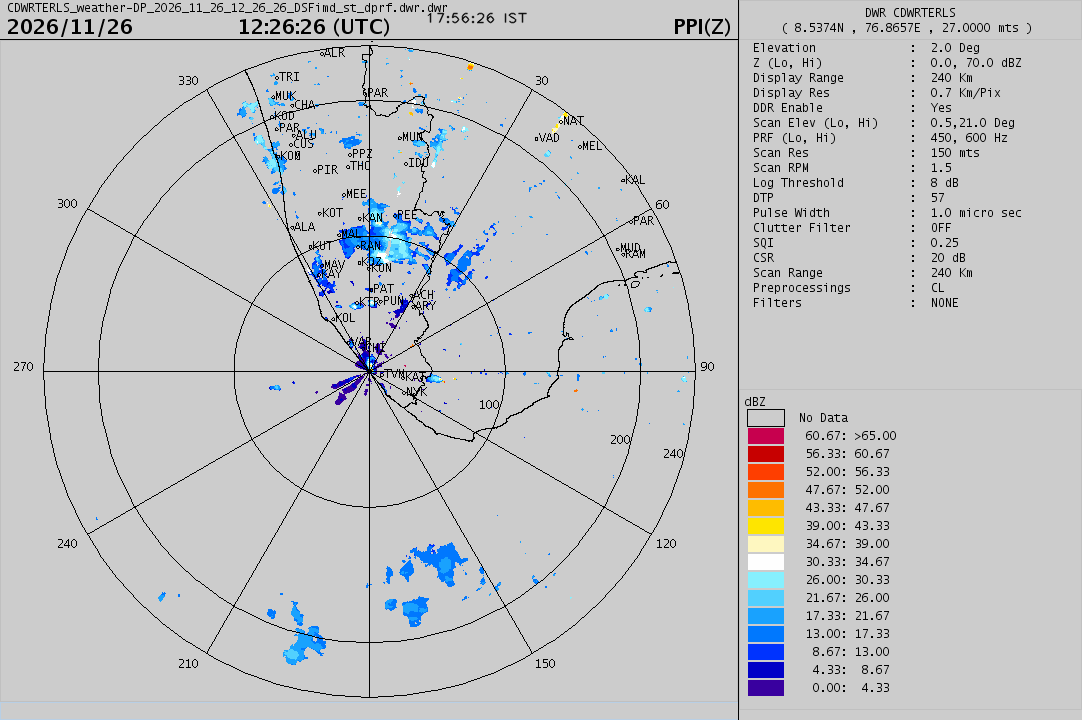 CDWRTERLS_weather-DP_2026_11_26_12_26_26_DSFimd_st_dprf.dwr.dwr
2026/11/26 12:26:26 (UTC) 17:56:26 IST PPI(Z)
DWR CDWRTERLS
( 8.5374N , 76.8657E , 27.0000 mts )
Elevation : 2.0 Deg
Z (Lo, Hi) : 0.0, 70.0 dBZ
Display Range : 240 Km
Display Res : 0.7 Km/Pix
DDR Enable : Yes
Scan Elev (Lo, Hi) : 0.5,21.0 Deg
PRF (Lo, Hi) : 450, 600 Hz
Scan Res : 150 mts
Scan RPM : 1.5
Log Threshold : 8 dB
DTP : 57
Pulse Width : 1.0 micro sec
Clutter Filter : OFF
SQI : 0.25
CSR : 20 dB
Scan Range : 240 Km
Preprocessings : CL
Filters : NONE
dBZ
No Data
60.67: >65.00
56.33: 60.67
52.00: 56.33
47.67: 52.00
43.33: 47.67
39.00: 43.33
34.67: 39.00
30.33: 34.67
26.00: 30.33
21.67: 26.00
17.33: 21.67
13.00: 17.33
8.67: 13.00
4.33: 8.67
0.00: 4.33
ALR
330 TRI 30
MUK PAR
CHA
KOD NAT
PAR
ALH MUN VAD
CUS MEL
PPZ
PIR THO IDU
KAL
MEE
300 60
KOT KAN PEE
PAR
ALA
MAL
KUT RAN MUD
RAM
MAV KON
KAY
PAT
ACH
KTR PUN ARY
KOL
VAR
270 TVN KAT 90
NYK
100
200
240
240 120
210 150